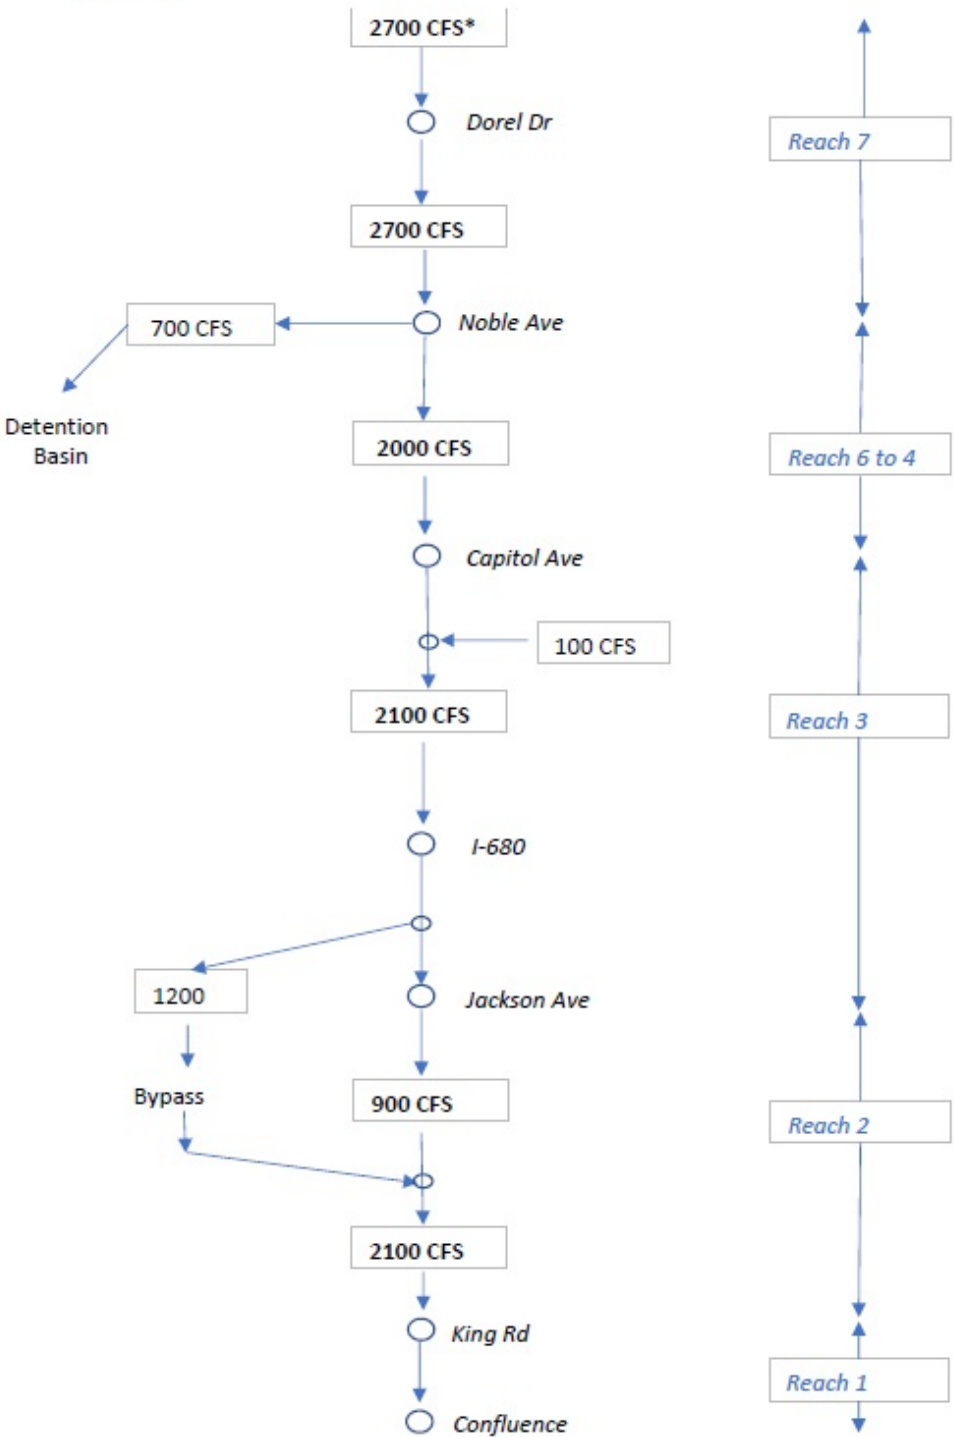 2700 CFS*
Dorel Dr
Reach 7
2700 CFS
700 CFS
Noble Ave
Detention
Basin
2000 CFS
Reach 6 to 4
Capitol Ave
100 CFS
2100 CFS
Reach 3
I-680
1200
Jackson Ave
Bypass
900 CFS
Reach 2
2100 CFS
King Rd
Reach 1
Confluence